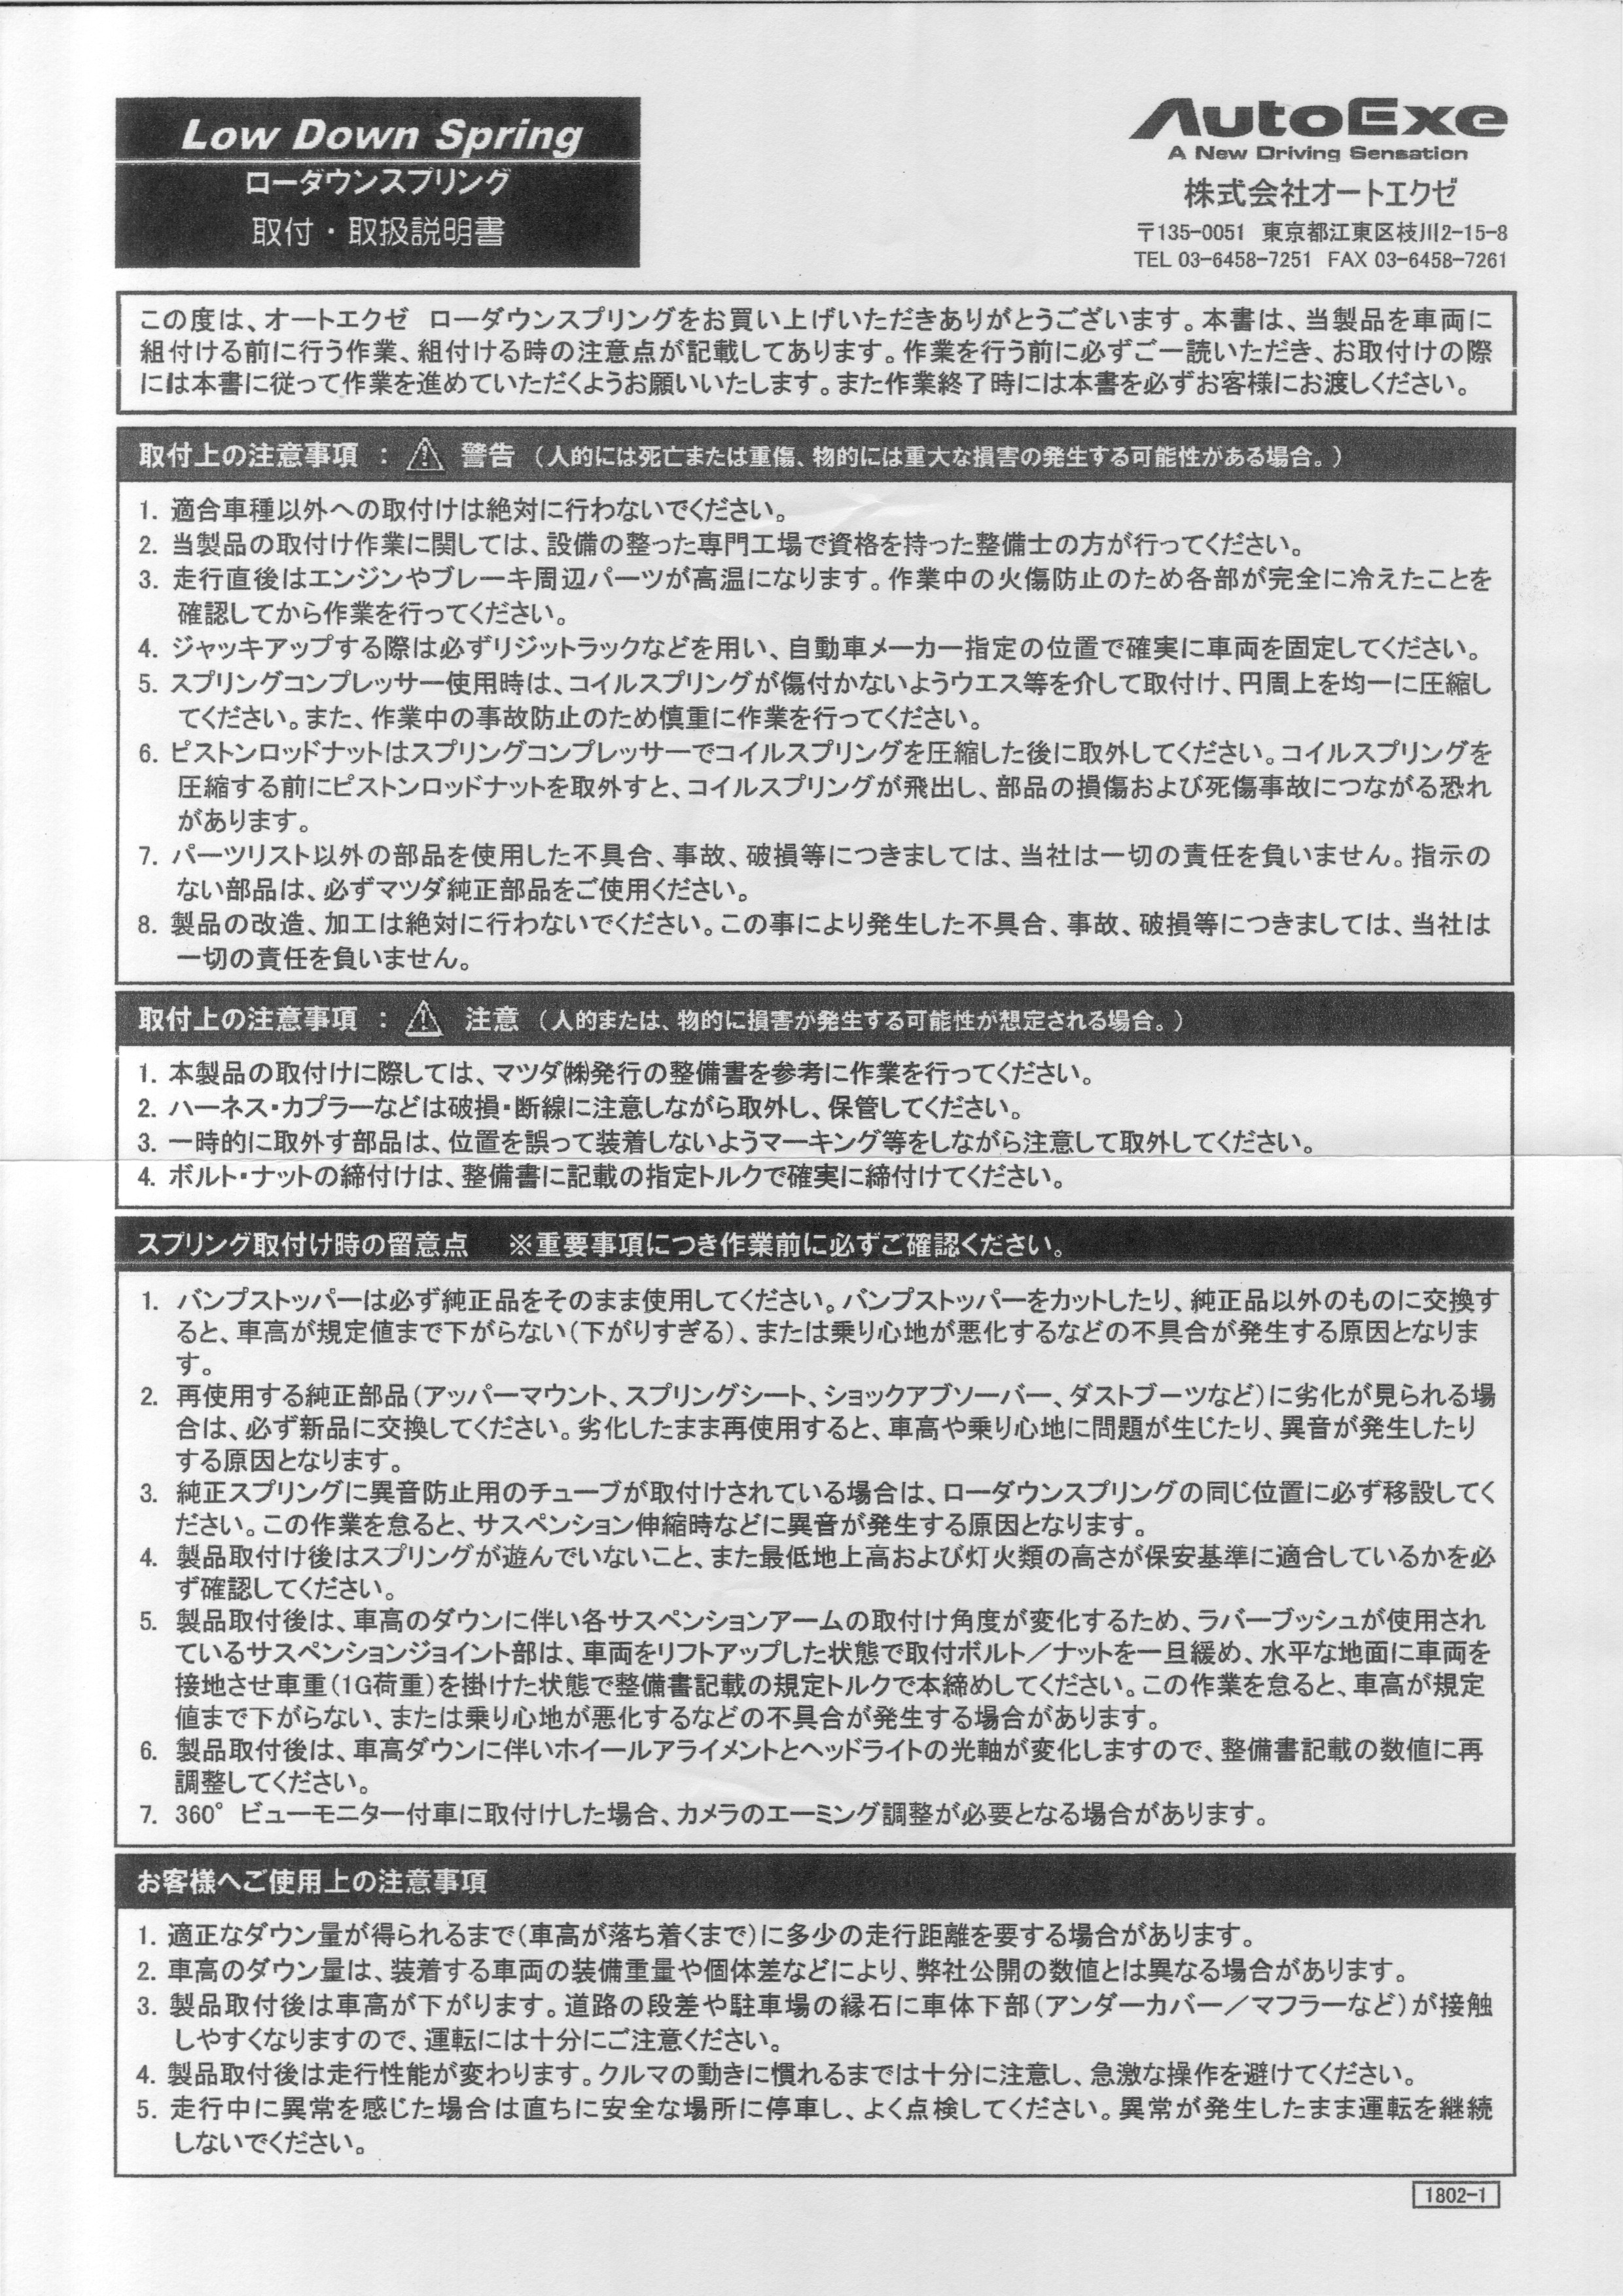 Low Down Spring
ローダウンスプリング
取付・取扱説明書
AutoExe
A New Driving Sensation
株式会社オートエクゼ
〒135-0051 東京都江東区枝川2-15-8
TEL 03-6458-7251 FAX 03-6458-7261
この度は、オートエクゼ ローダウンスプリングをお買い上げいただきありがとうございます。本書は、当製品を車両に
組付ける前に行う作業、組付ける時の注意点が記載してあります。作業を行う前に必ずご一読いただき、お取付けの際
には本書に従って作業を進めていただくようお願いいたします。また作業終了時には本書を必ずお客様にお渡しください。
取付上の注意事項 : ⚠ 警告 (人的には死亡または重傷、物的には重大な損害の発生する可能性がある場合。)
1. 適合車種以外への取付けは絶対に行わないでください。
2. 当製品の取付け作業に関しては、設備の整った専門工場で資格を持った整備士の方が行ってください。
3. 走行直後はエンジンやブレーキ周辺パーツが高温になります。作業中の火傷防止のため各部が完全に冷えたことを
確認してから作業を行ってください。
4. ジャッキアップする際は必ずリジットラックなどを用い、自動車メーカー指定の位置で確実に車両を固定してください。
5. スプリングコンプレッサー使用時は、コイルスプリングが傷付かないようウエス等を介して取付け、円周上を均一に圧縮し
てください。また、作業中の事故防止のため慎重に作業を行ってください。
6. ピストンロッドナットはスプリングコンプレッサーでコイルスプリングを圧縮した後に取外してください。コイルスプリングを
圧縮する前にピストンロッドナットを取外すと、コイルスプリングが飛出し、部品の損傷および死傷事故につながる恐れ
があります。
7. パーツリスト以外の部品を使用した不具合、事故、破損等につきましては、当社は一切の責任を負いません。指示の
ない部品は、必ずマツダ純正部品をご使用ください。
8. 製品の改造、加工は絶対に行わないでください。この事により発生した不具合、事故、破損等につきましては、当社は
一切の責任を負いません。
取付上の注意事項 : ⚠ 注意 (人的または、物的に損害が発生する可能性が想定される場合。)
1. 本製品の取付けに際しては、マツダ㈱発行の整備書を参考に作業を行ってください。
2. ハーネス・カプラーなどは破損・断線に注意しながら取外し、保管してください。
3. 一時的に取外す部品は、位置を誤って装着しないようマーキング等をしながら注意して取外してください。
4. ボルト・ナットの締付けは、整備書に記載の指定トルクで確実に締付けてください。
スプリング取付け時の留意点 ※重要事項につき作業前に必ずご確認ください。
1. バンプストッパーは必ず純正品をそのまま使用してください。バンプストッパーをカットしたり、純正品以外のものに交換す
ると、車高が規定値まで下がらない(下がりすぎる)、または乗り心地が悪化するなどの不具合が発生する原因となりま
す。
2. 再使用する純正部品(アッパーマウント、スプリングシート、ショックアブソーバー、ダストブーツなど)に劣化が見られる場
合は、必ず新品に交換してください。劣化したまま再使用すると、車高や乗り心地に問題が生じたり、異音が発生したり
する原因となります。
3. 純正スプリングに異音防止用のチューブが取付けされている場合は、ローダウンスプリングの同じ位置に必ず移設してく
ださい。この作業を怠ると、サスペンション伸縮時などに異音が発生する原因となります。
4. 製品取付け後はスプリングが遊んでいないこと、また最低地上高および灯火類の高さが保安基準に適合しているかを必
ず確認してください。
5. 製品取付後は、車高のダウンに伴い各サスペンションアームの取付け角度が変化するため、ラバーブッシュが使用され
ているサスペンションジョイント部は、車両をリフトアップした状態で取付ボルト/ナットを一旦緩め、水平な地面に車両を
接地させ車重(1G荷重)を掛けた状態で整備書記載の規定トルクで本締めしてください。この作業を怠ると、車高が規定
値まで下がらない、または乗り心地が悪化するなどの不具合が発生する場合があります。
6. 製品取付後は、車高ダウンに伴いホイールアライメントとヘッドライトの光軸が変化しますので、整備書記載の数値に再
調整してください。
7. 360°ビューモニター付車に取付けした場合、カメラのエーミング調整が必要となる場合があります。
お客様へご使用上の注意事項
1. 適正なダウン量が得られるまで(車高が落ち着くまで)に多少の走行距離を要する場合があります。
2. 車高のダウン量は、装着する車両の装備重量や個体差などにより、弊社公開の数値とは異なる場合があります。
3. 製品取付後は車高が下がります。道路の段差や駐車場の縁石に車体下部(アンダーカバー/マフラーなど)が接触
しやすくなりますので、運転には十分にご注意ください。
4. 製品取付後は走行性能が変わります。クルマの動きに慣れるまでは十分に注意し、急激な操作を避けてください。
5. 走行中に異常を感じた場合は直ちに安全な場所に停車し、よく点検してください。異常が発生したまま運転を継続
しないでください。
1802-1